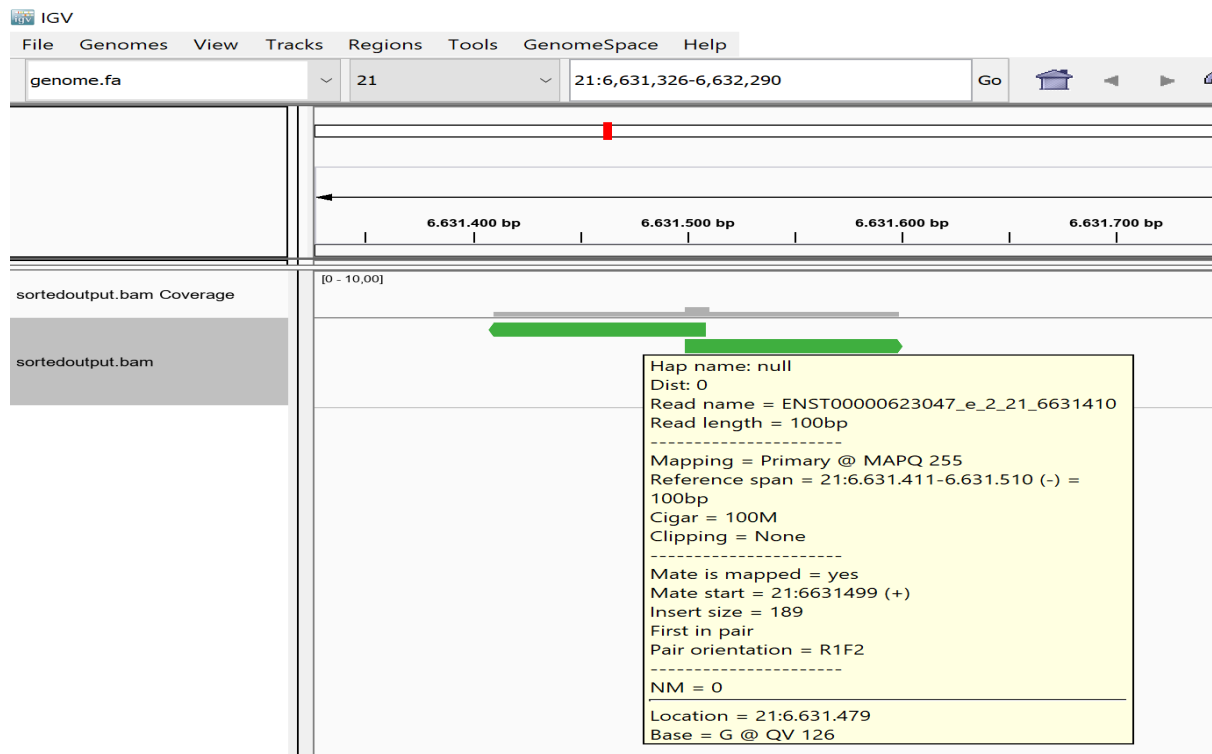 IGV
File Genomes View Tracks Regions Tools GenomeSpace Help
genome.fa 21 21:6,631,326-6,632,290 Go
6.631.400 bp 6.631.500 bp 6.631.600 bp 6.631.700 bp
[0 - 10,00]
sortedoutput.bam Coverage
sortedoutput.bam
Hap name: null
Dist: 0
Read name = ENST00000623047_e_2_21_6631410
Read length = 100bp
----------------------
Mapping = Primary @ MAPQ 255
Reference span = 21:6.631.411-6.631.510 (-) =
100bp
Cigar = 100M
Clipping = None
----------------------
Mate is mapped = yes
Mate start = 21:6631499 (+)
Insert size = 189
First in pair
Pair orientation = R1F2
----------------------
NM = 0
Location = 21:6.631.479
Base = G @ QV 126